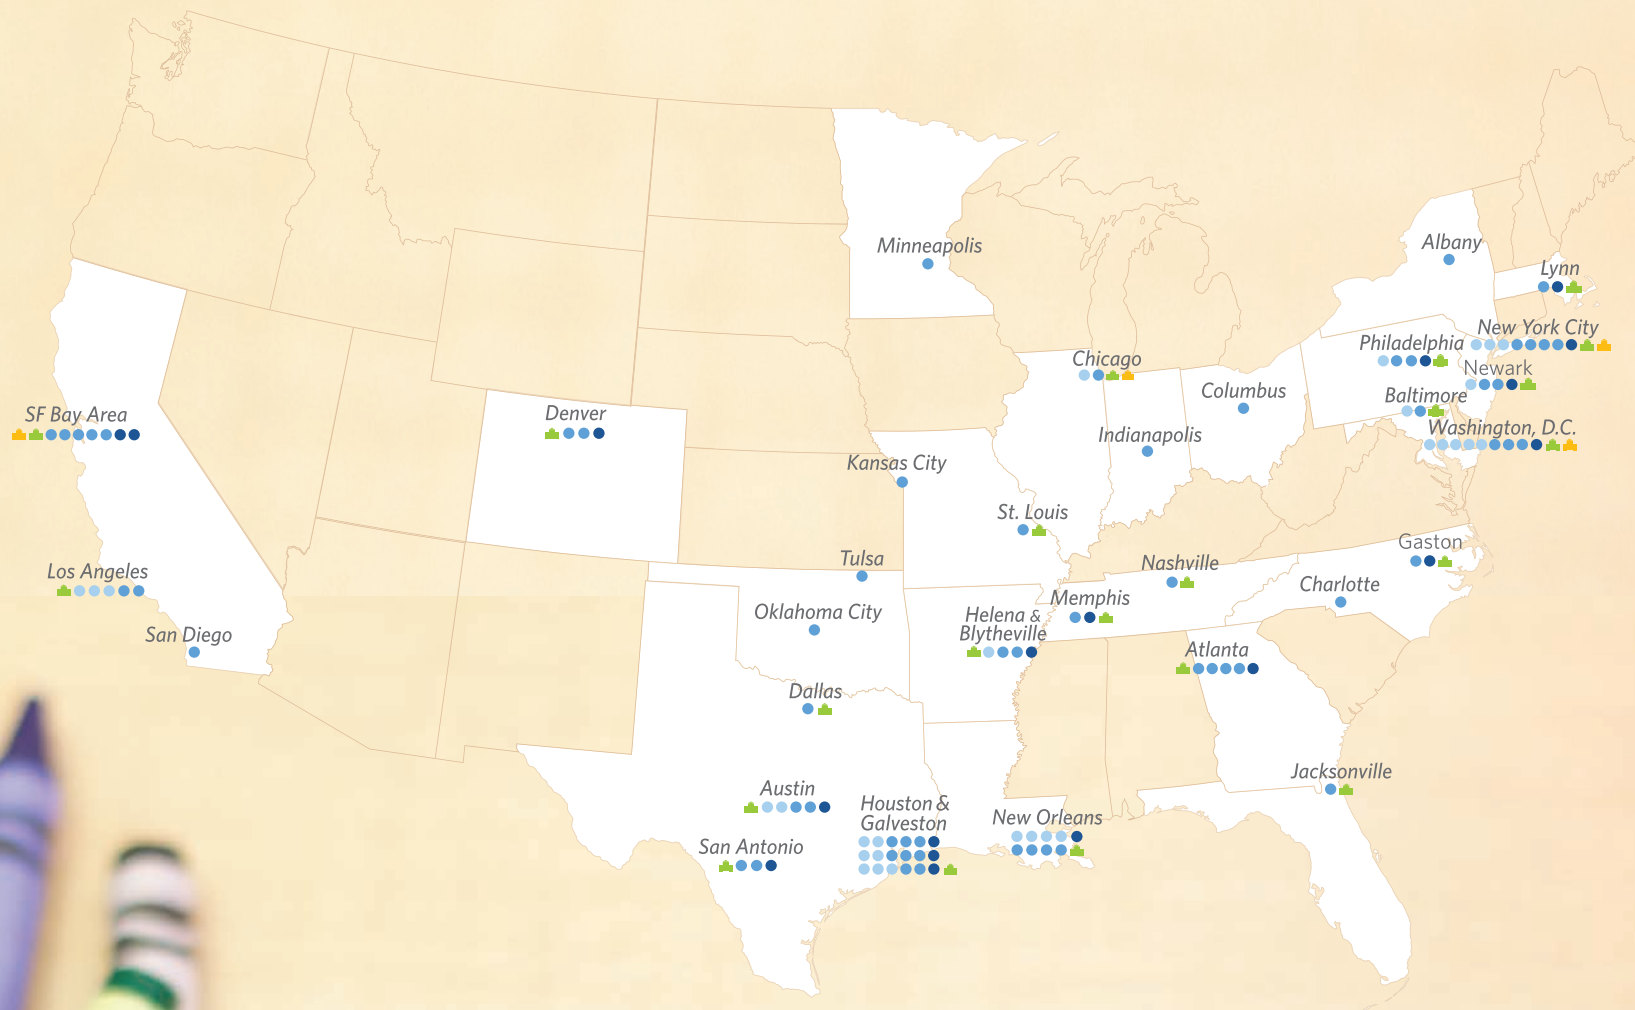 Minneapolis
Albany
Lynn
New York City
Philadelphia
Chicago
Newark
Columbus
Baltimore
SF Bay Area
Denver
Washington, D.C.
Indianapolis
Kansas City
St. Louis
Gaston
Tulsa
Nashville
Los Angeles
Charlotte
Memphis
Oklahoma City
Helena &
Blytheville
San Diego
Atlanta
Dallas
Jacksonville
Austin
Houston &
Galveston
New Orleans
San Antonio